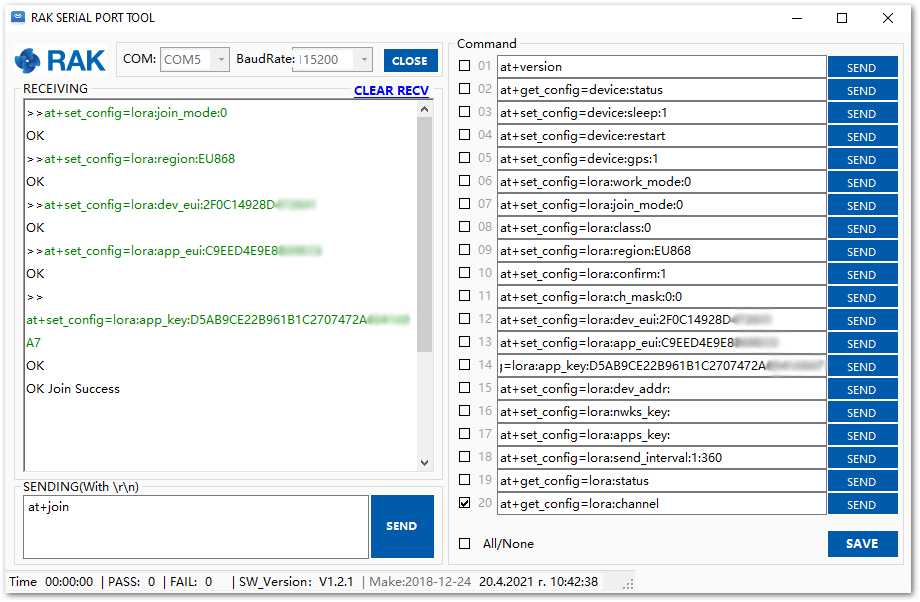 RAK SERIAL PORT TOOL
RAK
COM: COM5 BaudRate: 115200 CLOSE
RECEIVING CLEAR RECV
>>at+set_config=lora:join_mode:0
OK
>>at+set_config=lora:region:EU868
OK
>>at+set_config=lora:dev_eui:2F0C14928D
OK
>>at+set_config=lora:app_eui:C9EED4E9E8
OK
>>
at+set_config=lora:app_key:D5AB9CE22B961B1C2707472A
A7
OK
OK Join Success
SENDING(With \r\n)
at+join
SEND
Command
01 at+version SEND
02 at+get_config=device:status SEND
03 at+set_config=device:sleep:1 SEND
04 at+set_config=device:restart SEND
05 at+set_config=device:gps:1 SEND
06 at+set_config=lora:work_mode:0 SEND
07 at+set_config=lora:join_mode:0 SEND
08 at+set_config=lora:class:0 SEND
09 at+set_config=lora:region:EU868 SEND
10 at+set_config=lora:confirm:1 SEND
11 at+set_config=lora:ch_mask:0:0 SEND
12 at+set_config=lora:dev_eui:2F0C14928D SEND
13 at+set_config=lora:app_eui:C9EED4E9E8 SEND
14 g=lora:app_key:D5AB9CE22B961B1C2707472A SEND
15 at+set_config=lora:dev_addr: SEND
16 at+set_config=lora:nwks_key: SEND
17 at+set_config=lora:apps_key: SEND
18 at+set_config=lora:send_interval:1:360 SEND
19 at+get_config=lora:status SEND
20 at+get_config=lora:channel SEND
All/None SAVE
Time 00:00:00 | PASS: 0 | FAIL: 0 | SW_Version: V1.2.1 | Make:2018-12-24 20.4.2021 г. 10:42:38